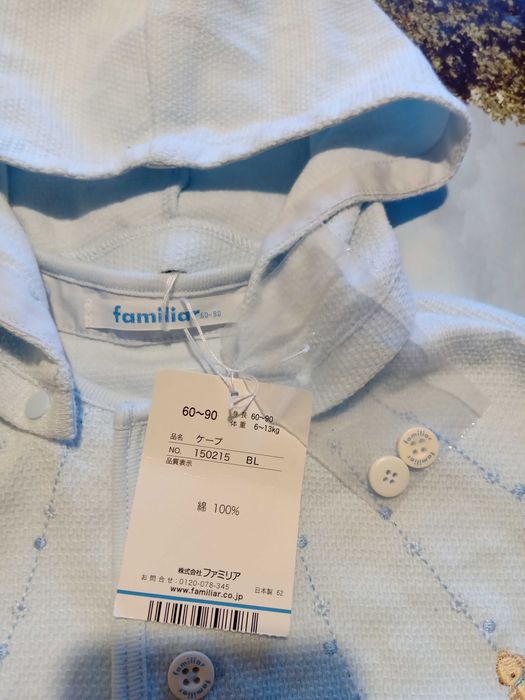 familiar 60-90
60~90 身長 60~90
体重 6~13kg
品名 ケープ
NO. 150215 BL
品質表示
綿 100%
株式会社 ファミリア
お問合せ:0120-078-345
www.familiar.co.jp
日本製 62
familiar
familiar
familiar
familiar